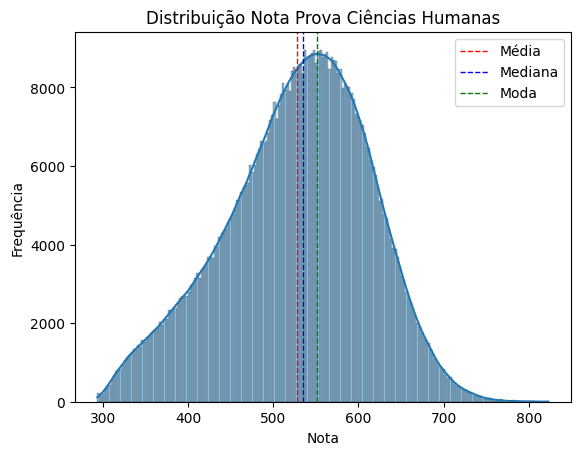 Distribuição Nota Prova Ciências Humanas
Média
Mediana
Moda
8000
6000
4000
2000
0
Frequência
300 400 500 600 700 800
Nota